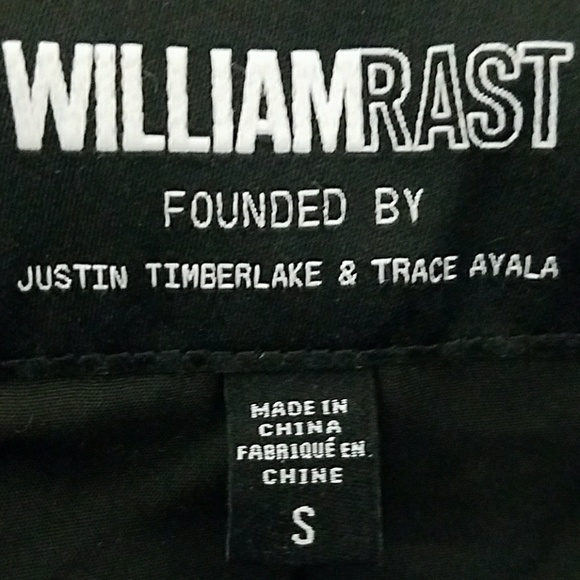 WILLIAMRAST
FOUNDED BY
JUSTIN TIMBERLAKE & TRACE AYALA
MADE IN
CHINA
FABRIQUÉ EN
CHINE
S